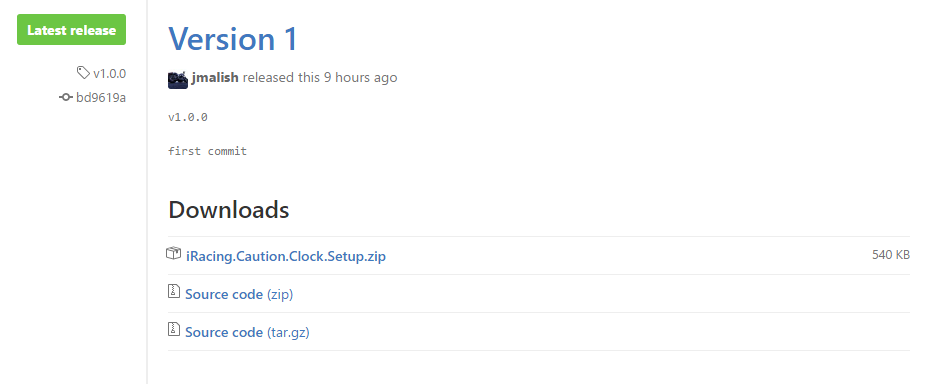 Latest release
v1.0.0
bd9619a
Version 1
jmalish released this 9 hours ago
v1.0.0
first commit
Downloads
iRacing.Caution.Clock.Setup.zip 540 KB
Source code (zip)
Source code (tar.gz)